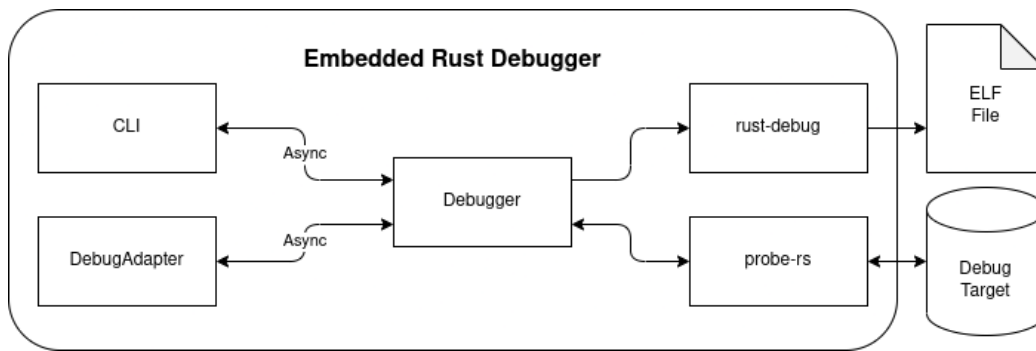 Embedded Rust Debugger
CLI
Async
rust-debug
ELF
File
Debugger
DebugAdapter
Async
probe-rs
Debug
Target